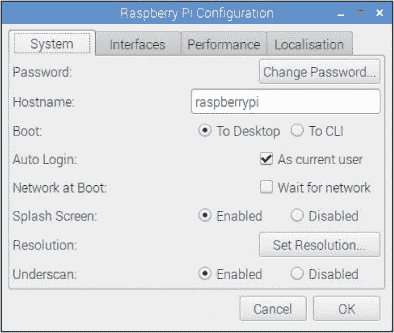 Raspberry Pi Configuration
System Interfaces Performance Localisation
Password: Change Password...
Hostname: raspberrypi
Boot: To Desktop To CLI
Auto Login: As current user
Network at Boot: Wait for network
Splash Screen: Enabled Disabled
Resolution: Set Resolution...
Underscan: Enabled Disabled
Cancel OK